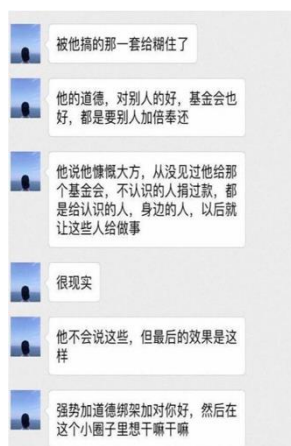 被他搞的那一套给糊住了
他的道德，对别人的好，基金会也
好，都是要别人加倍奉还
他说他慷慨大方，从没见过他给那
个基金会，不认识的人捐过款，都
是给认识的人，身边的人，以后就
让这些人给做事
很现实
他不会说这些，但最后的效果是这
样
强势加道德绑架加对你好，然后在
这个小圈子里想干嘛干嘛